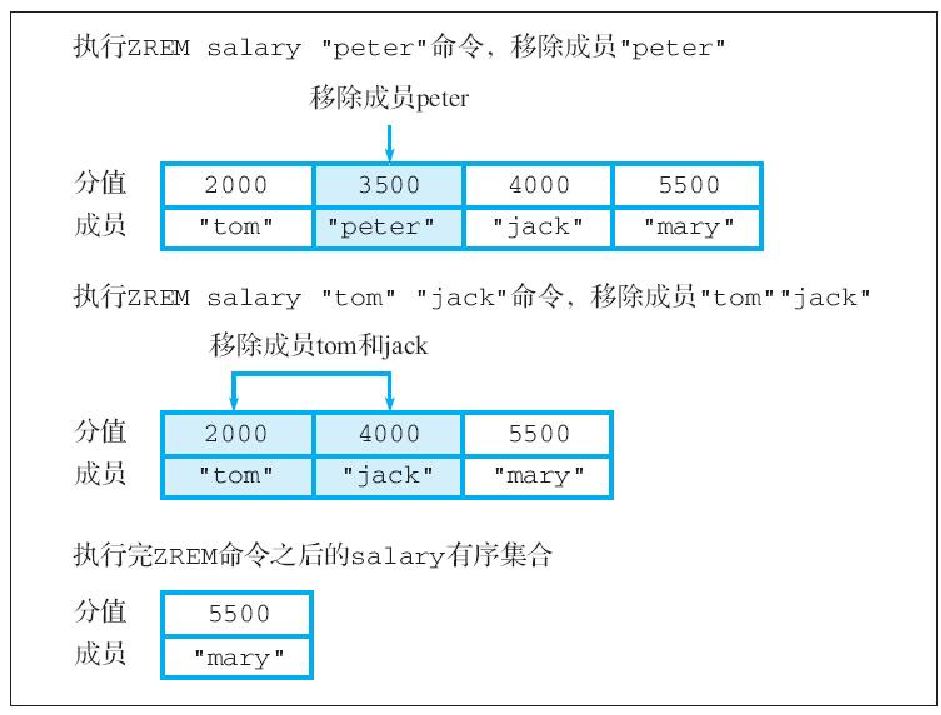 执行ZREM salary "peter"命令，移除成员"peter"
移除成员peter
分值 2000 3500 4000 5500
成员 "tom" "peter" "jack" "mary"
执行ZREM salary "tom" "jack"命令，移除成员"tom""jack"
移除成员tom和jack
分值 2000 4000 5500
成员 "tom" "jack" "mary"
执行完ZREM命令之后的salary有序集合
分值 5500
成员 "mary"